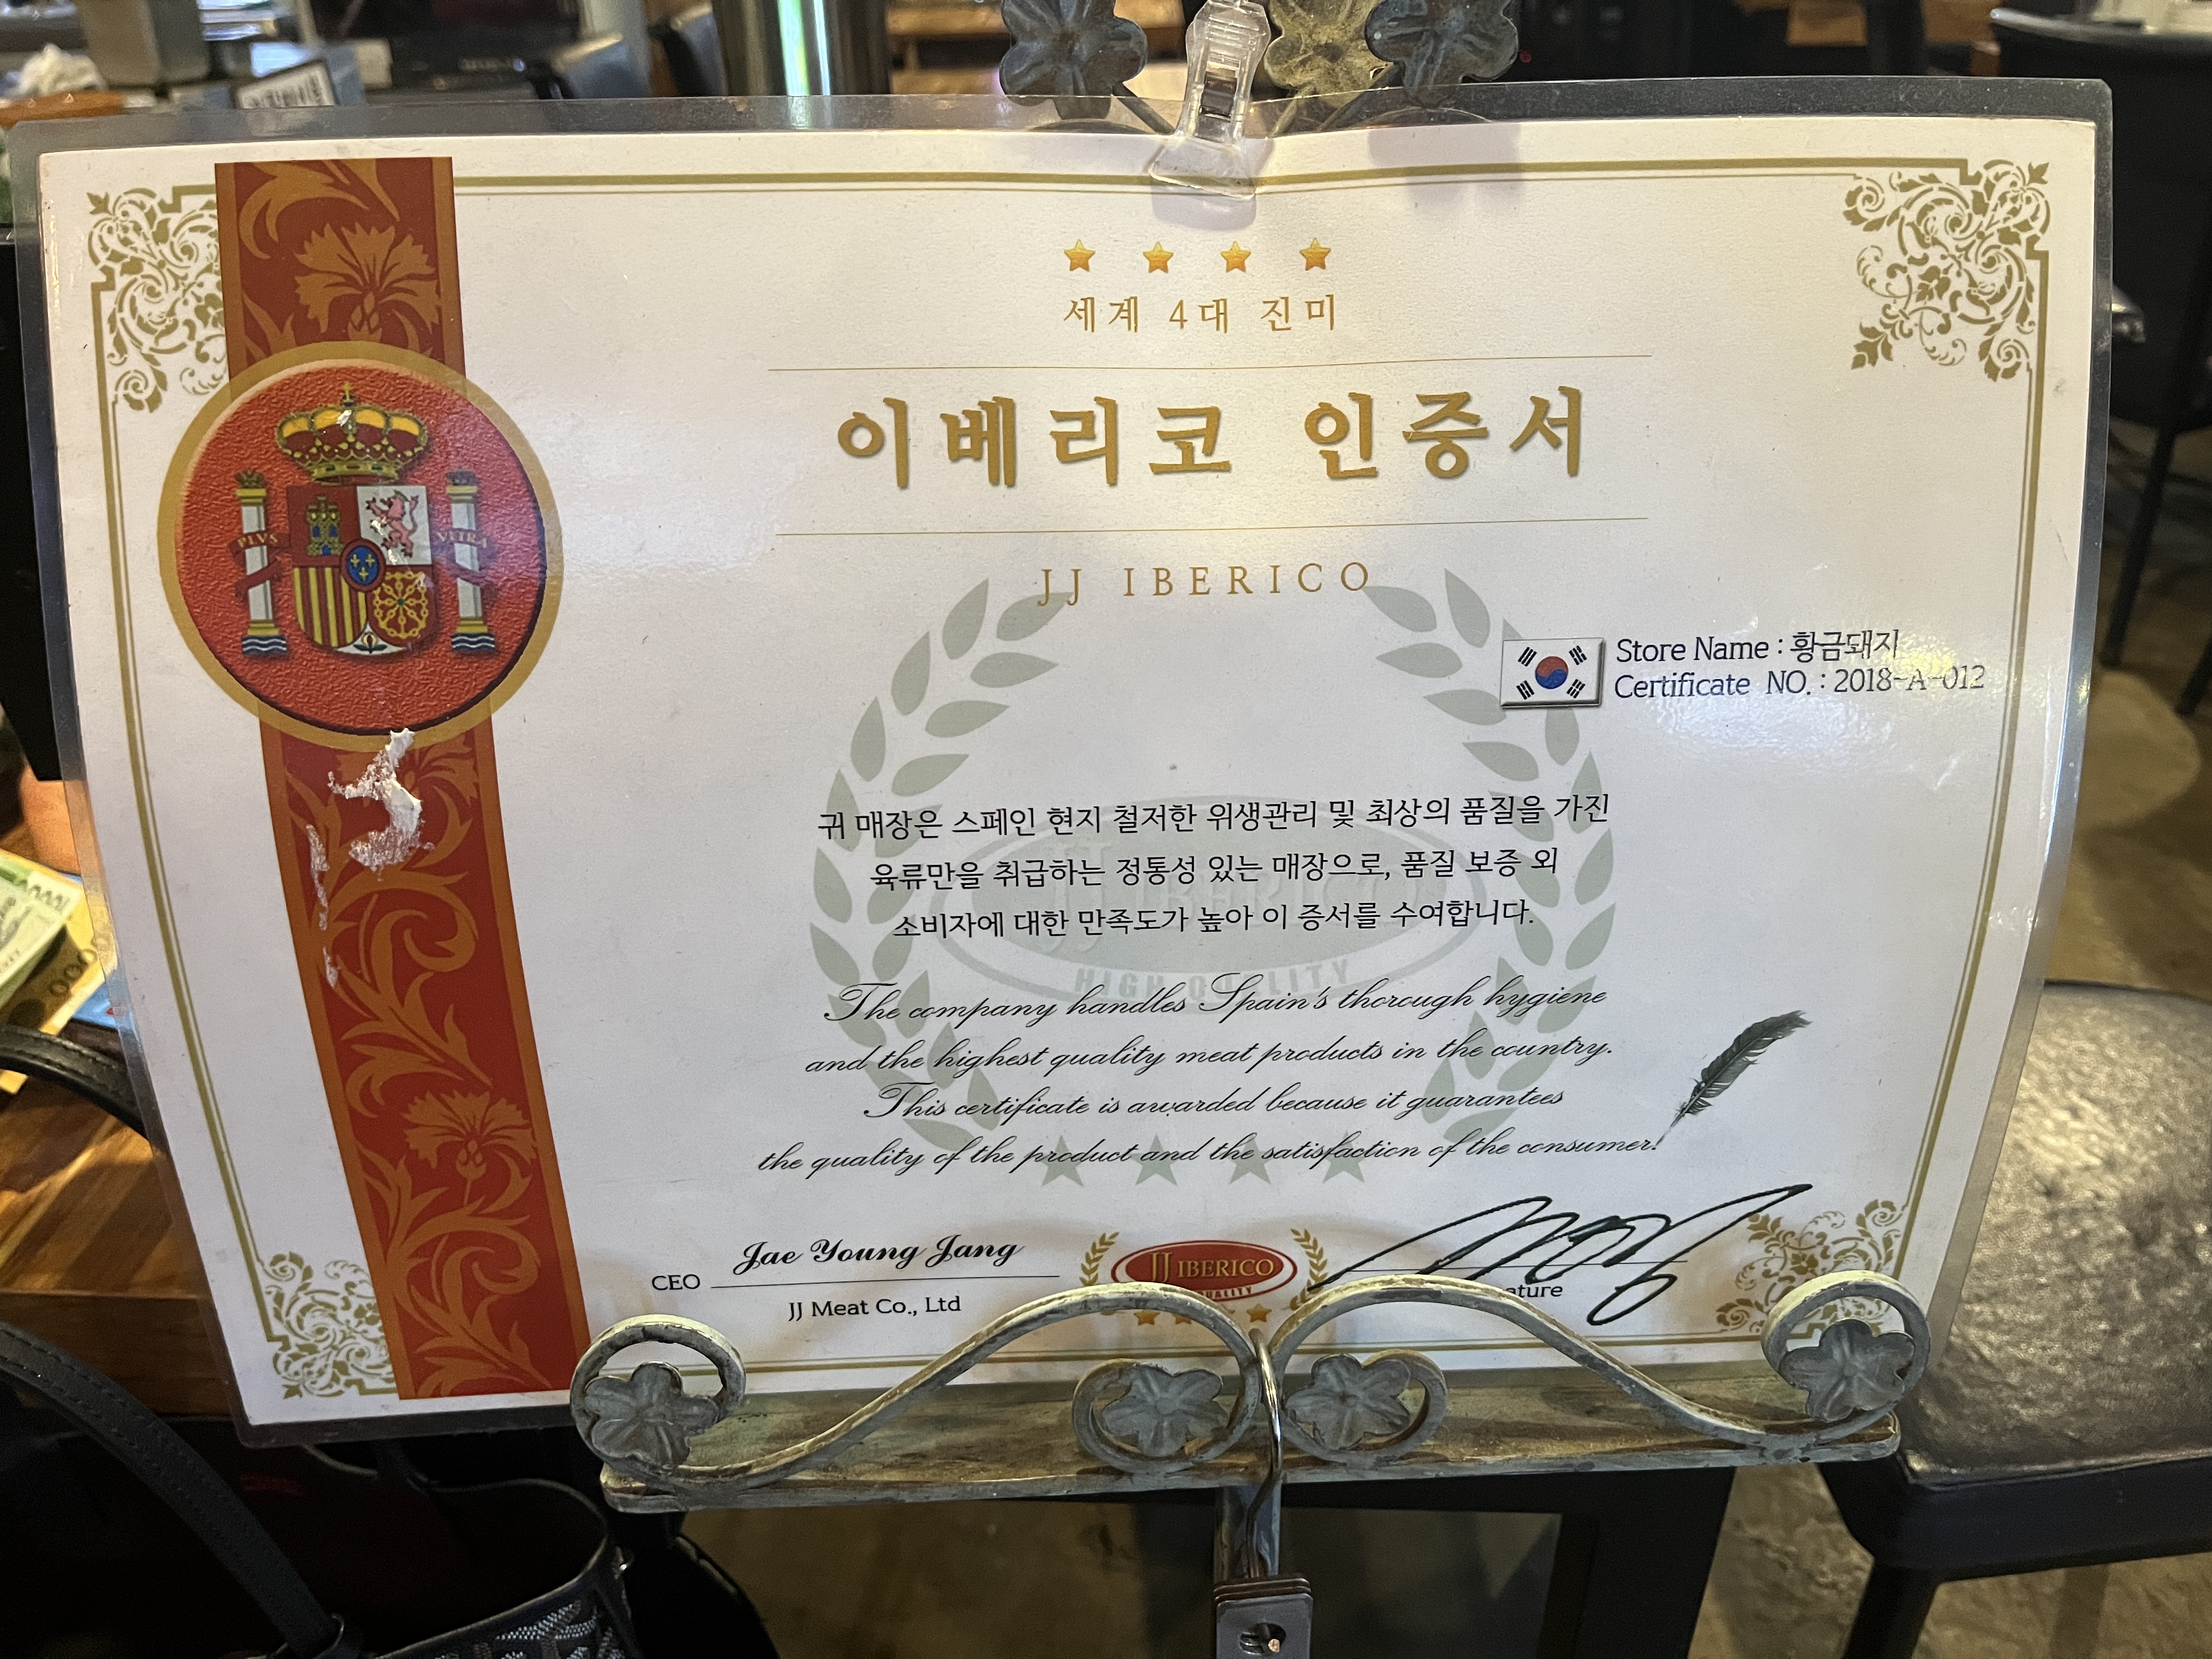 세계 4대 진미
이베리코 인증서
JJ IBERICO
PLVS VLTRA
Store Name : 황금돼지
Certificate NO. : 2018-A-012
귀 매장은 스페인 현지 철저한 위생관리 및 최상의 품질을 가진
육류만을 취급하는 정통성 있는 매장으로, 품질 보증 외
소비자에 대한 만족도가 높아 이 증서를 수여합니다.
HIGH QUALITY
The company handles Spain's thorough hygiene
and the highest quality meat products in the country.
This certificate is awarded because it guarantees
the quality of the product and the satisfaction of the consumer!
CEO Jae Young Jang
JJ Meat Co., Ltd
JJ IBERICO